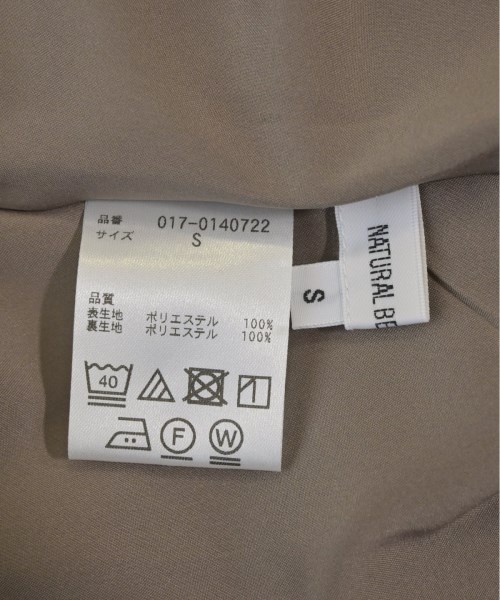 品番 017-0140722
サイズ S
品質
表生地 ポリエステル 100%
裏生地 ポリエステル 100%
40
F W
S
NATURAL BE